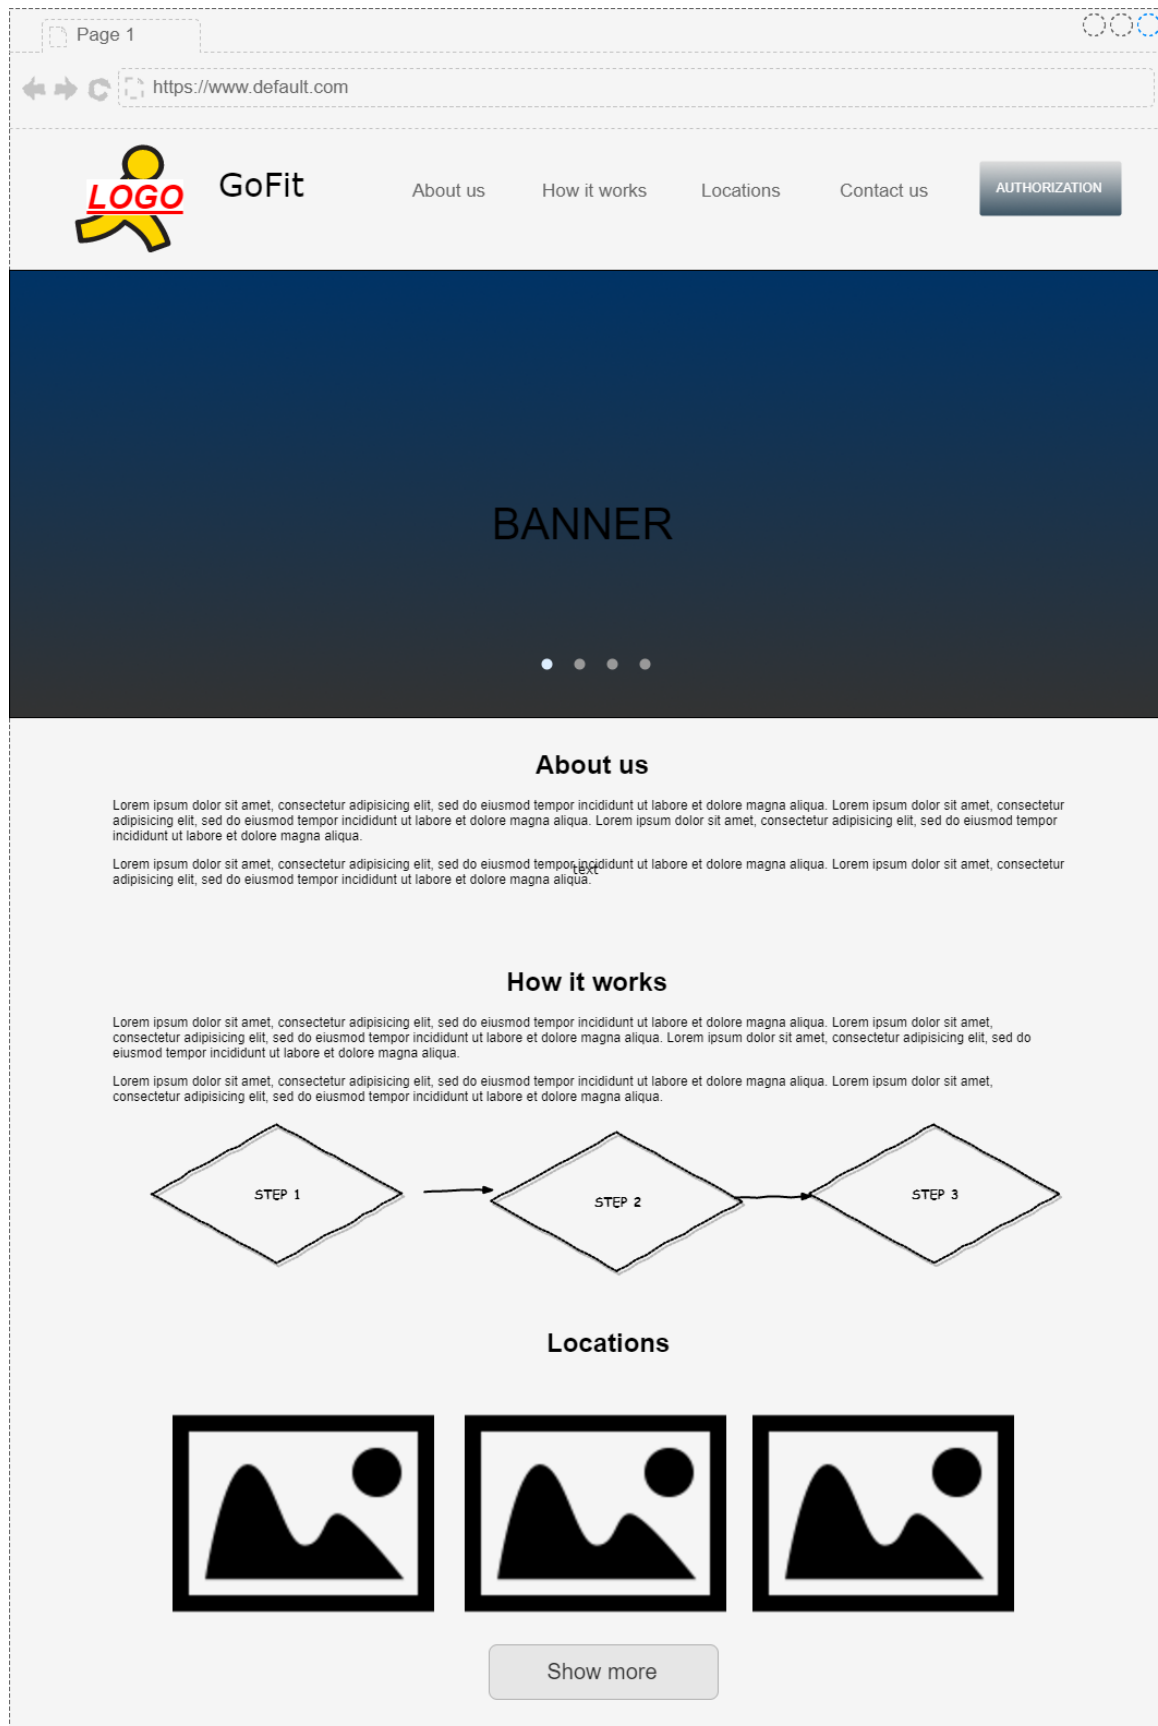 Page 1
https://www.default.com
LOGO
GoFit
About us
How it works
Locations
Contact us
AUTHORIZATION
BANNER
About us
Lorem ipsum dolor sit amet, consectetur adipisicing elit, sed do eiusmod tempor incididunt ut labore et dolore magna aliqua. Lorem ipsum dolor sit amet, consectetur
adipisicing elit, sed do eiusmod tempor incididunt ut labore et dolore magna aliqua. Lorem ipsum dolor sit amet, consectetur adipisicing elit, sed do eiusmod tempor
incididunt ut labore et dolore magna aliqua.
Lorem ipsum dolor sit amet, consectetur adipisicing elit, sed do eiusmod tempor incididunt ut labore et dolore magna aliqua. Lorem ipsum dolor sit amet, consectetur
text
adipisicing elit, sed do eiusmod tempor incididunt ut labore et dolore magna aliqua.
How it works
Lorem ipsum dolor sit amet, consectetur adipisicing elit, sed do eiusmod tempor incididunt ut labore et dolore magna aliqua. Lorem ipsum dolor sit amet,
consectetur adipisicing elit, sed do eiusmod tempor incididunt ut labore et dolore magna aliqua. Lorem ipsum dolor sit amet, consectetur adipisicing elit, sed do
eiusmod tempor incididunt ut labore et dolore magna aliqua.
Lorem ipsum dolor sit amet, consectetur adipisicing elit, sed do eiusmod tempor incididunt ut labore et dolore magna aliqua. Lorem ipsum dolor sit amet,
consectetur adipisicing elit, sed do eiusmod tempor incididunt ut labore et dolore magna aliqua.
STEP 1
STEP 2
STEP 3
Locations
Show more